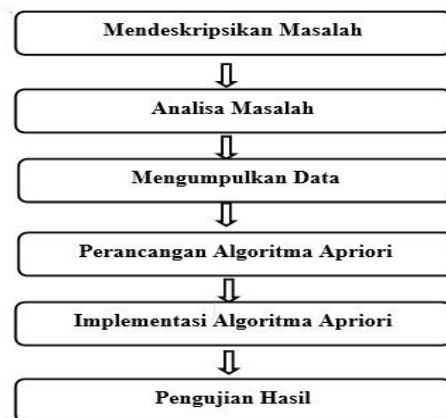 Mendeskripsikan Masalah
Analisa Masalah
Mengumpulkan Data
Perancangan Algoritma Apriori
Implementasi Algoritma Apriori
Pengujian Hasil